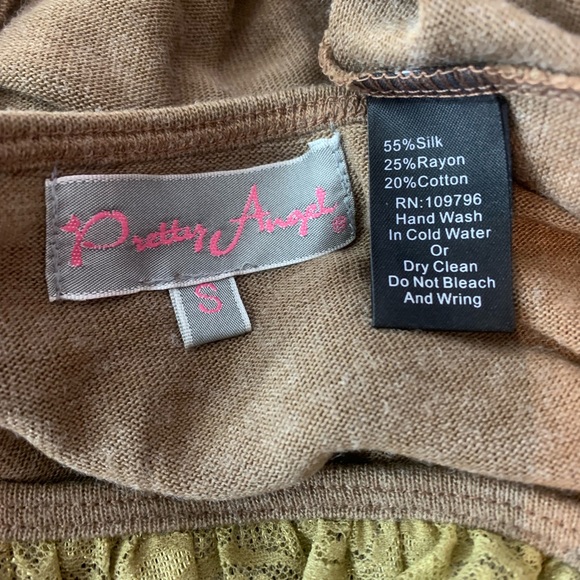 Pretty Angel ®
S
55%Silk
25%Rayon
20%Cotton
RN:109796
Hand Wash
In Cold Water
Or
Dry Clean
Do Not Bleach
And Wring